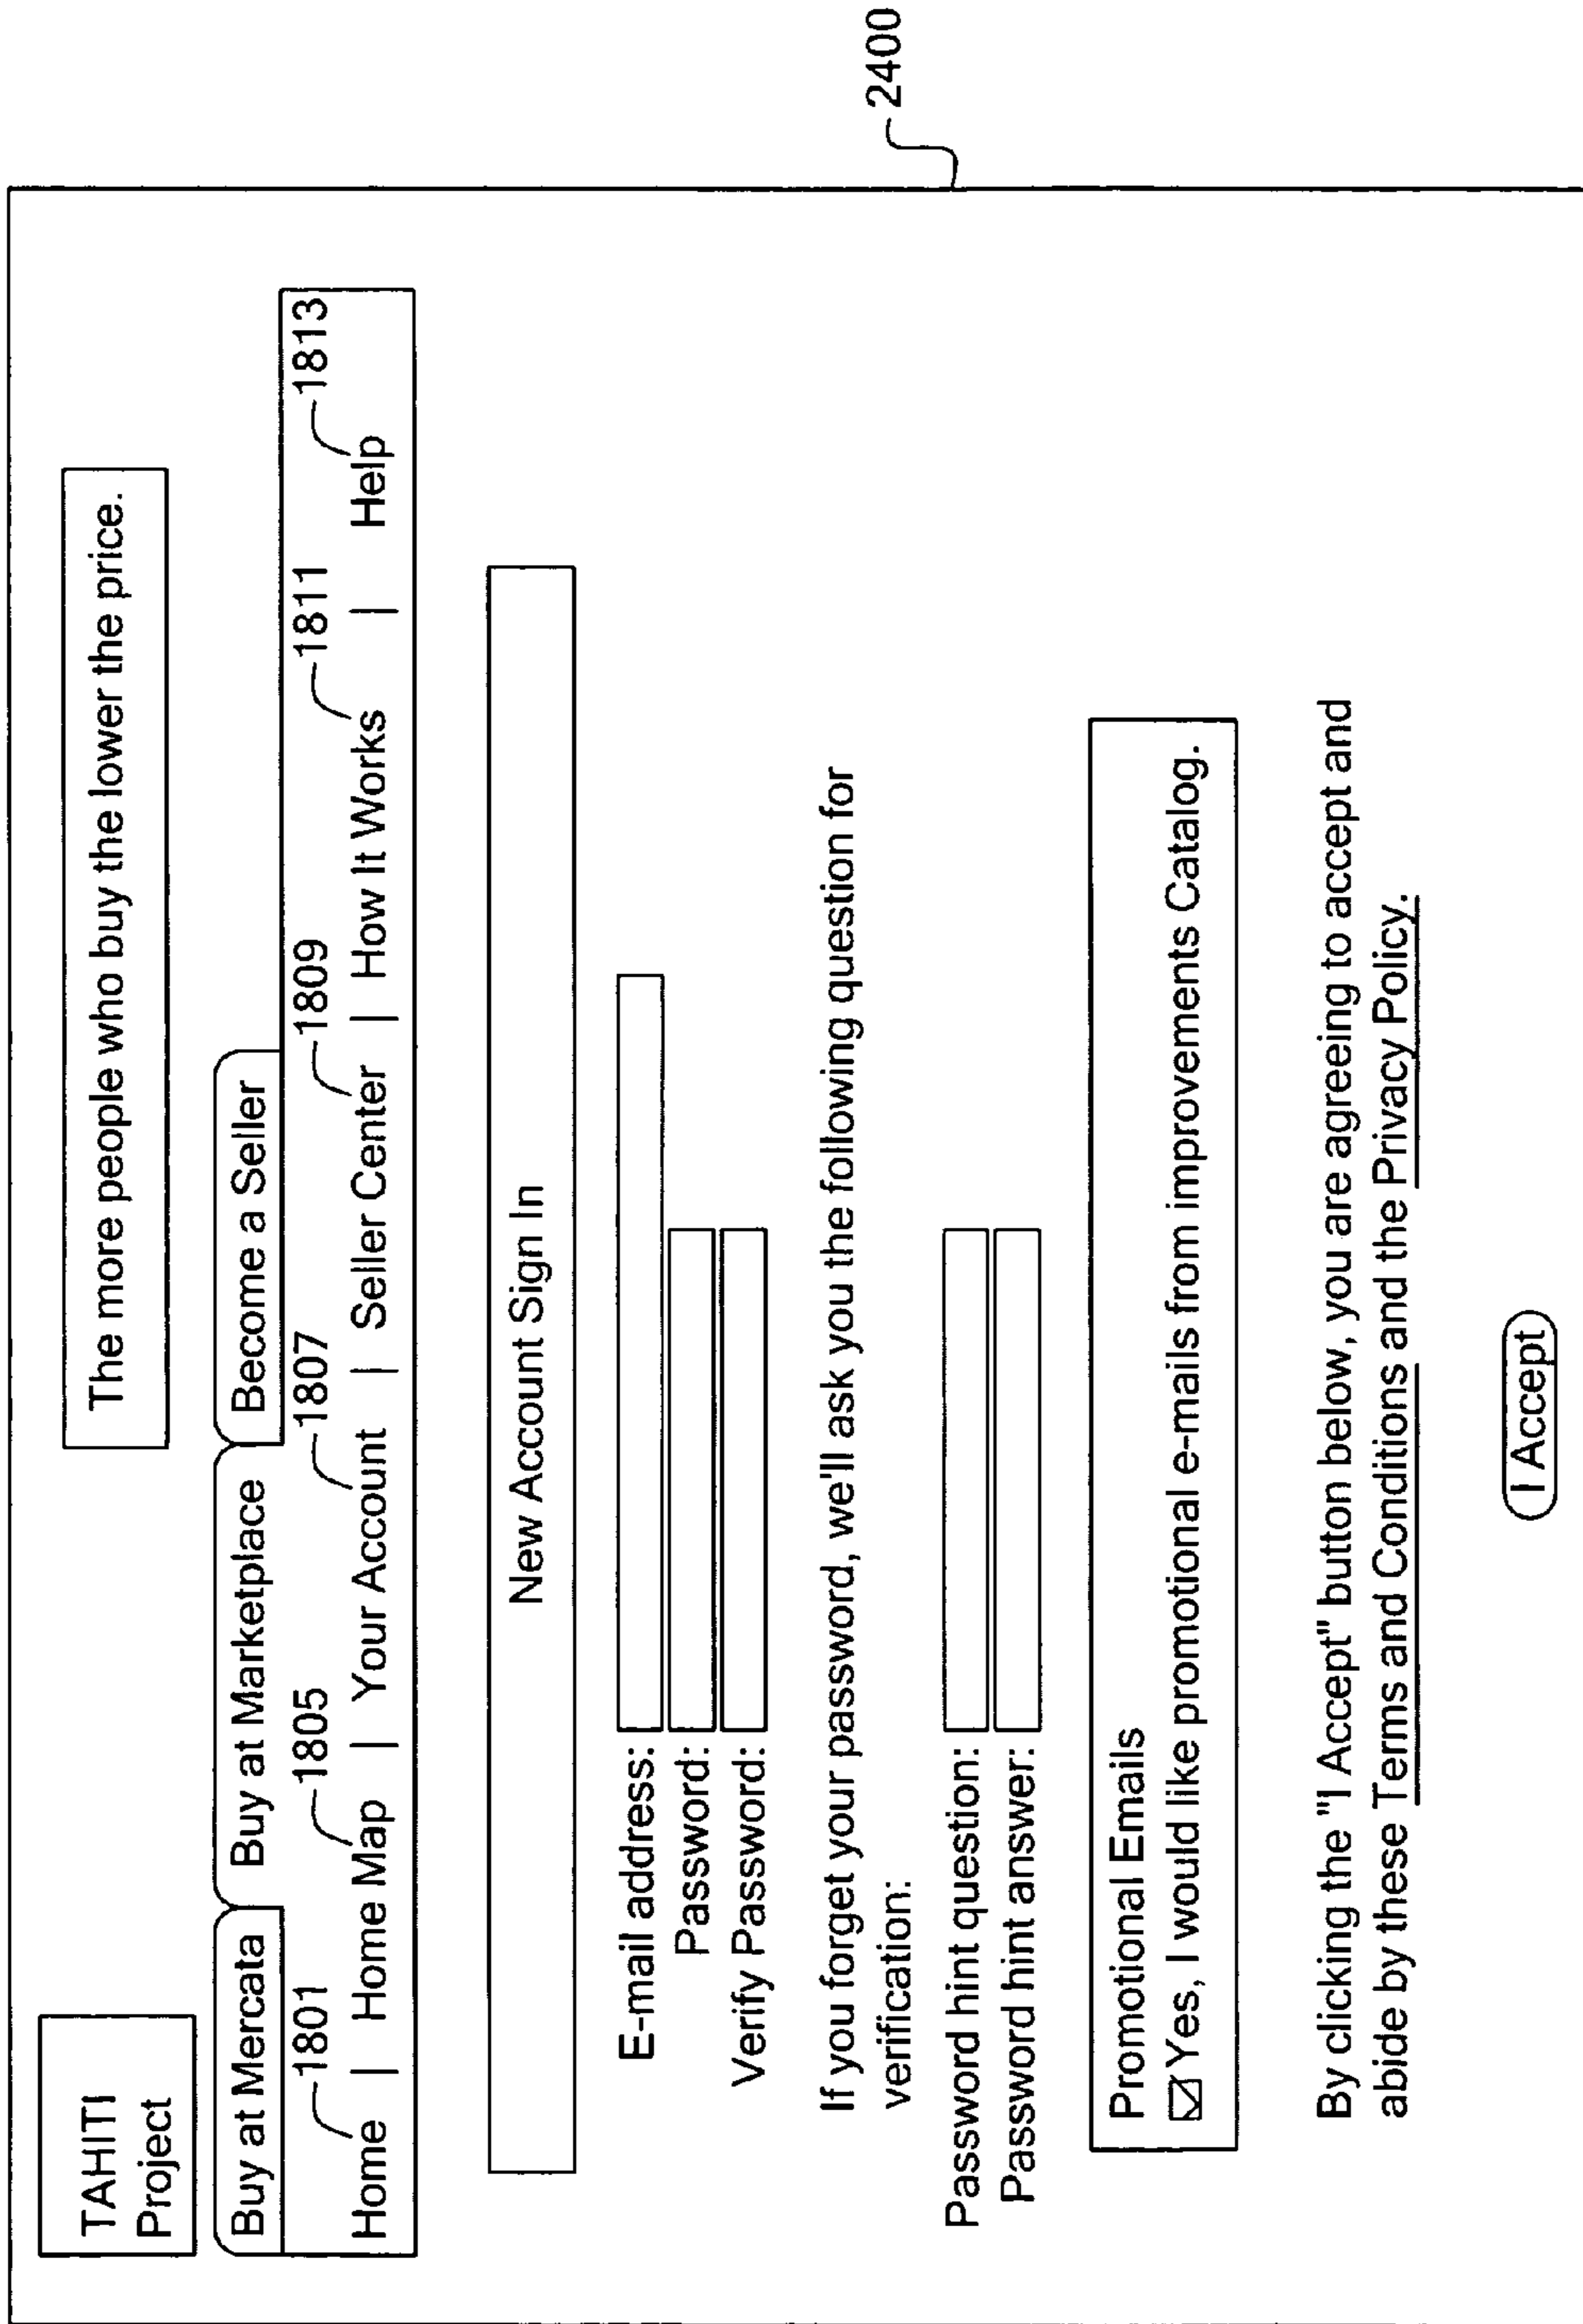 TAHITI
Project
The more people who buy the lower the price.
Buy at Mercata Buy at Marketplace Become a Seller
1801 1805 1807 1809 1811 1813
Home | Home Map | Your Account | Seller Center | How It Works | Help
New Account Sign In
E-mail address:
Password:
Verify Password:
If you forget your password, we'll ask you the following question for
verification:
Password hint question:
Password hint answer:
Promotional Emails
Yes, I would like promotional e-mails from improvements Catalog.
By clicking the "I Accept" button below, you are agreeing to accept and
abide by these Terms and Conditions and the Privacy Policy.
I Accept
2400